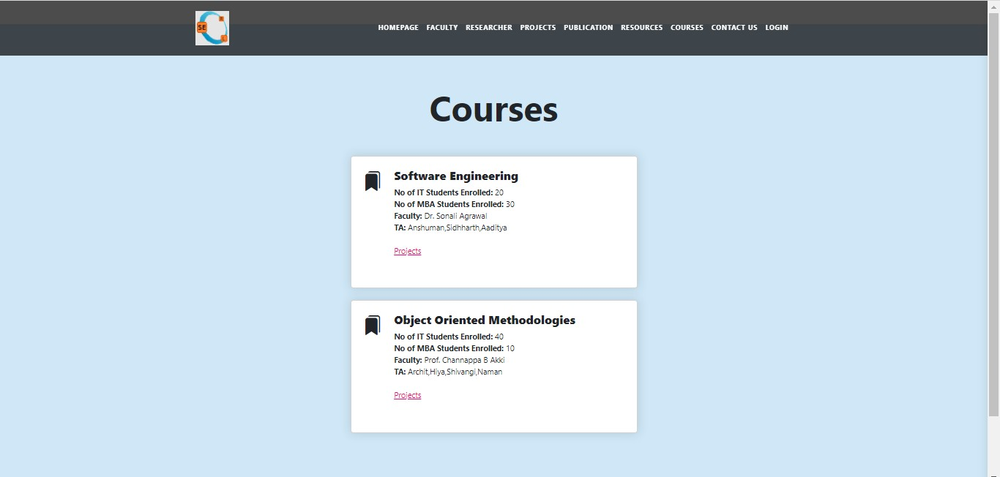 SE
E
L
HOMEPAGE FACULTY RESEARCHER PROJECTS PUBLICATION RESOURCES COURSES CONTACT US LOGIN
Courses
Software Engineering
No of IT Students Enrolled: 20
No of MBA Students Enrolled: 30
Faculty: Dr. Sonali Agrawal
TA: Anshuman,Sidhharth,Aaditya
Projects
Object Oriented Methodologies
No of IT Students Enrolled: 40
No of MBA Students Enrolled: 10
Faculty: Prof. Channappa B Akki
TA: Archit,Hiya,Shivangi,Naman
Projects